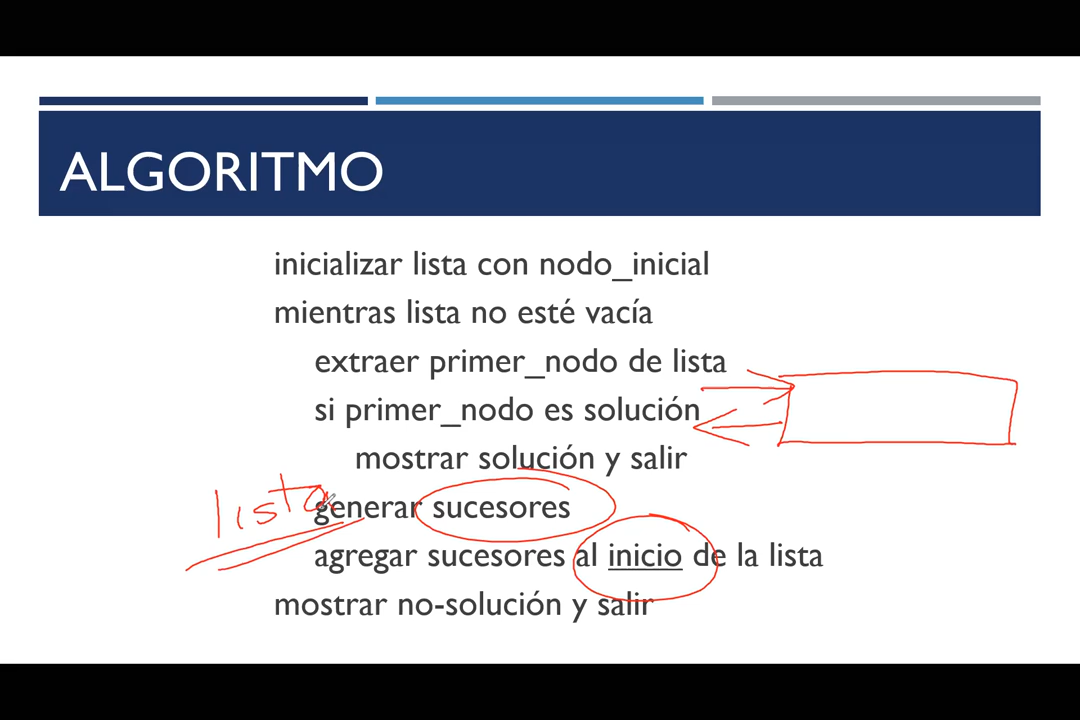 ALGORITMO
inicializar lista con nodo_inicial
mientras lista no esté vacía
extraer primer_nodo de lista
si primer_nodo es solución
mostrar solución y salir
lista
generar sucesores
agregar sucesores al inicio de la lista
mostrar no-solución y salir